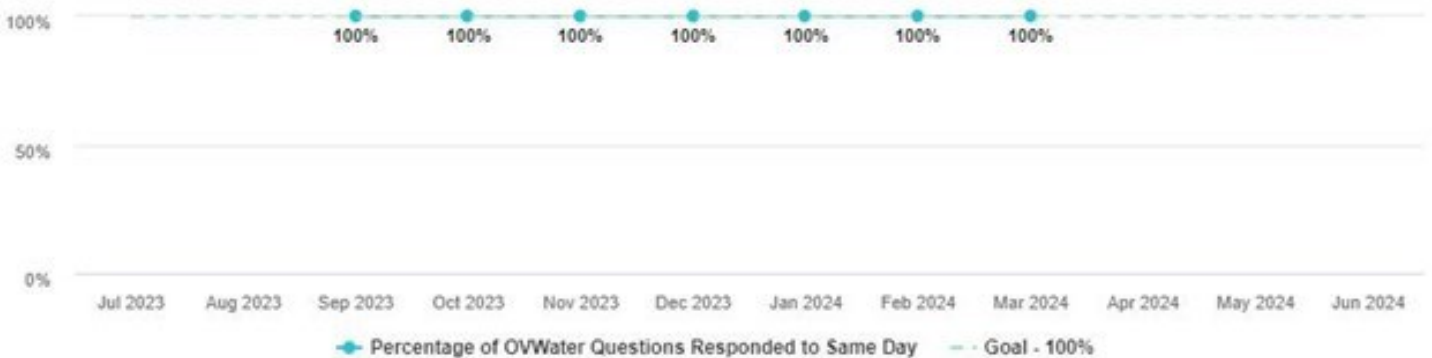 100%
100% 100% 100% 100% 100% 100% 100%
50%
0%
Jul 2023 Aug 2023 Sep 2023 Oct 2023 Nov 2023 Dec 2023 Jan 2024 Feb 2024 Mar 2024 Apr 2024 May 2024 Jun 2024
Percentage of OVWater Questions Responded to Same Day Goal - 100%